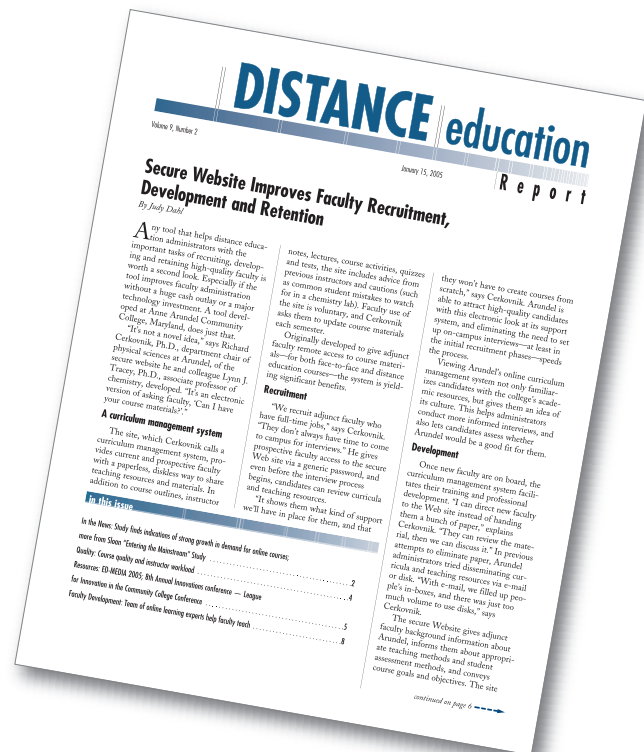 DISTANCE education
Report
Volume 9, Number 2
January 15, 2005
Secure Website Improves Faculty Recruitment,
Development and Retention
By Judy Dahl
Any tool that helps distance educa-
tion administrators with the
important tasks of recruiting, develop-
ing and retaining high-quality faculty is
worth a second look. Especially if the
tool improves faculty administration
without a huge cash outlay or a major
technology investment. A tool devel-
oped at Anne Arundel Community
College, Maryland, does just that.
"It's not a novel idea," says Richard
Cerkovnik, Ph.D., department chair of
physical sciences at Arundel, of the
secure website he and colleague Lynn J.
Tracey, Ph.D., associate professor of
chemistry, developed. "It's an electronic
version of asking faculty, 'Can I have
your course materials?'."
A curriculum management system
The site, which Cerkovnik calls a
curriculum management system, pro-
vides current and prospective faculty
with a paperless, diskless way to share
teaching resources and materials. In
addition to course outlines, instructor
notes, lectures, course activities, quizzes
and tests, the site includes advice from
previous instructors and cautions (such
as common student mistakes to watch
for in a chemistry lab). Faculty use of
the site is voluntary, and Cerkovnik
asks them to update course materials
each semester.
Originally developed to give adjunct
faculty remote access to course materi-
als—for both face-to-face and distance
education courses—the system is yield-
ing significant benefits.
Recruitment
"We recruit adjunct faculty who
have full-time jobs," says Cerkovnik.
"They don't always have time to come
to campus for interviews." He gives
prospective faculty access to the secure
Web site via a generic password, and
even before the interview process
begins, candidates can review curricula
and teaching resources.
"It shows them what kind of support
we'll have in place for them, and that
they won't have to create courses from
scratch," says Cerkovnik. Arundel is
able to attract high-quality candidates
with this electronic look at its support
system, and eliminating the need to set
up on-campus interviews—at least in
the initial recruitment phases—speeds
the process.
Viewing Arundel's online curriculum
management system not only familiar-
izes candidates with the college's acade-
mic resources, but gives them an idea of
its culture. This helps administrators
conduct more informed interviews, and
also lets candidates assess whether
Arundel would be a good fit for them.
Development
Once new faculty are on board, the
curriculum management system facili-
tates their training and professional
development. "I can direct new faculty
to the Web site instead of handing
them a bunch of paper," explains
Cerkovnik. "They can review the mate-
rial, then we can discuss it." In previous
attempts to eliminate paper, Arundel
administrators tried disseminating cur-
ricula and teaching resources via e-mail
or disk. "With e-mail, we filled up peo-
ple's in-boxes, and there was just too
much volume to use disks," says
Cerkovnik.
The secure Website gives adjunct
faculty background information about
Arundel, informs them about appropri-
ate teaching methods and student
assessment methods, and conveys
course goals and objectives. The site
continued on page 6
in this issue
In the News: Study finds indications of strong growth in demand for online courses;
more from Sloan "Entering the Mainstream" Study ........ 2
Quality: Course quality and instructor workload ........ 4
Resources: ED-MEDIA 2005; 8th Annual Innovations conference — League
for Innovation in the Community College Conference ........ 5
Faculty Development: Team of online learning experts help faculty teach ........ 8